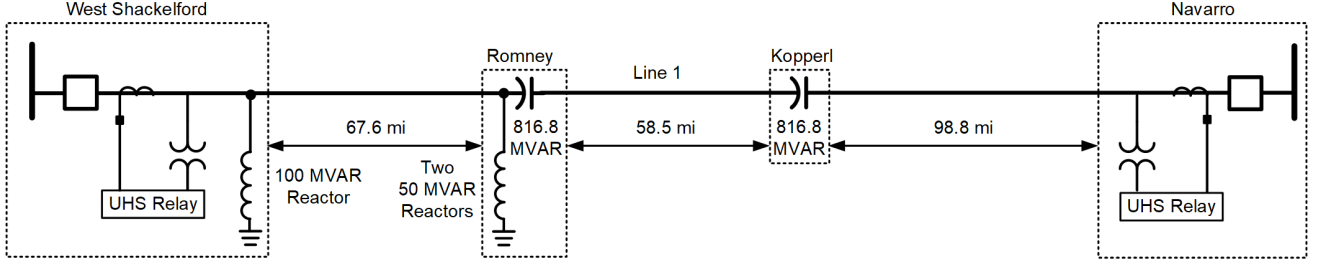 West Shackelford
Navarro
Romney
Kopperl
Line 1
67.6 mi
816.8
MVAR
58.5 mi
816.8
MVAR
98.8 mi
100 MVAR
Reactor
Two
50 MVAR
Reactors
UHS Relay
UHS Relay